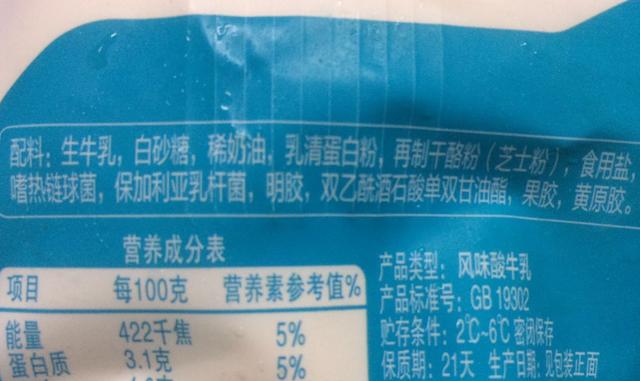 配料：生牛乳，白砂糖，稀奶油，乳清蛋白粉，再制干酪粉（芝士粉），食用盐，
嗜热链球菌，保加利亚乳杆菌，明胶，双乙酰酒石酸单双甘油酯，果胶，黄原胶。
营养成分表
项目 每100克 营养素参考值%
能量 422千焦 5%
蛋白质 3.1克 5%
产品类型：风味酸牛乳
产品标准号：GB 19302
贮存条件：2℃~6℃ 密闭保存
保质期：21天 生产日期：见包装正面